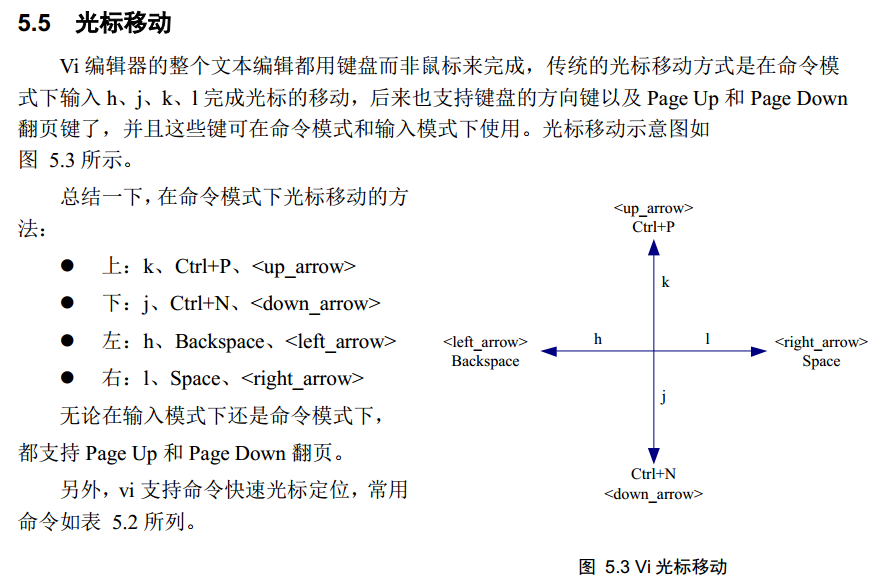 5.5 光标移动
Vi 编辑器的整个文本编辑都用键盘而非鼠标来完成，传统的光标移动方式是在命令模
式下输入 h、j、k、l 完成光标的移动，后来也支持键盘的方向键以及 Page Up 和 Page Down
翻页键了，并且这些键可在命令模式和输入模式下使用。光标移动示意图如
图 5.3 所示。
总结一下，在命令模式下光标移动的方
法：
● 上：k、Ctrl+P、<up_arrow>
● 下：j、Ctrl+N、<down_arrow>
● 左：h、Backspace、<left_arrow>
● 右：l、Space、<right_arrow>
无论在输入模式下还是命令模式下，
都支持 Page Up 和 Page Down 翻页。
另外，vi 支持命令快速光标定位，常用
命令如表 5.2 所列。
<up_arrow>
Ctrl+P
k
<left_arrow>
Backspace
h
l
<right_arrow>
Space
j
Ctrl+N
<down_arrow>
图 5.3 Vi 光标移动